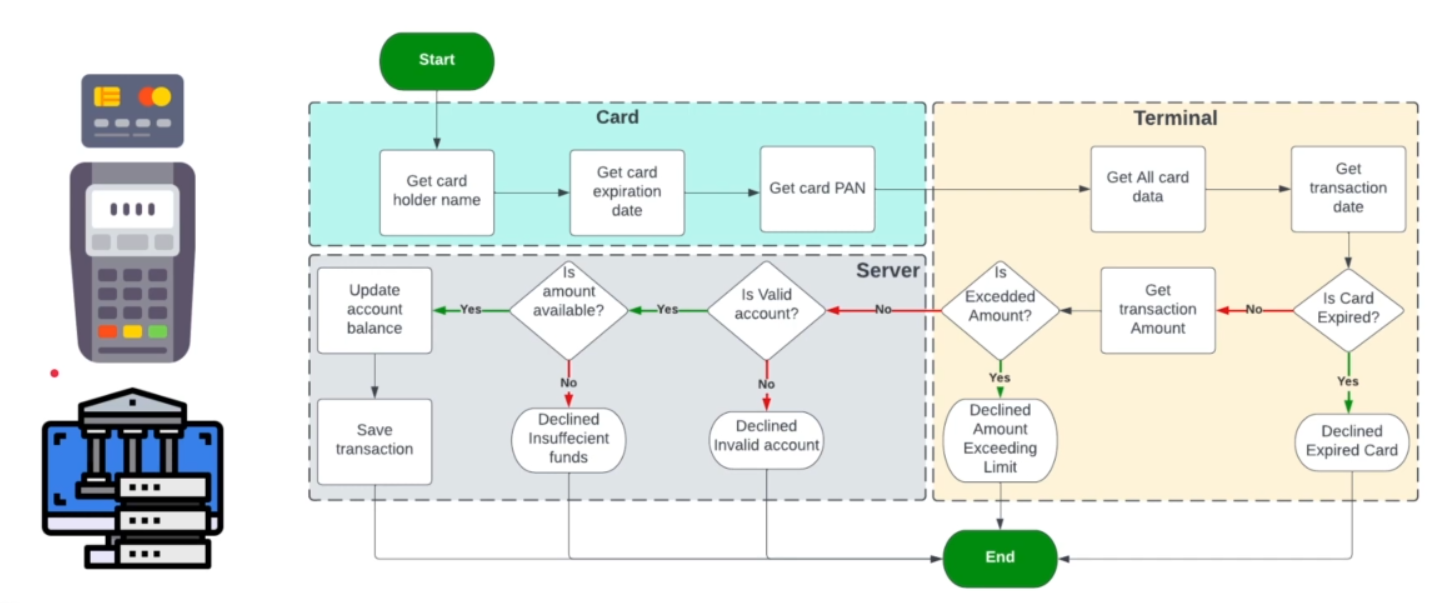 Start
Card
Terminal
Get card
holder name
Get card
expiration
date
Get card PAN
Get All card
data
Get
transaction
date
Server
Update
account
balance
Yes
Is
amount
available?
Yes
Is Valid
account?
No
Is
Excedded
Amount?
Get
transaction
Amount
No
Is Card
Expired?
No
No
Yes
Yes
Save
transaction
Declined
Insuffecient
funds
Declined
Invalid account
Declined
Amount
Exceeding
Limit
Declined
Expired Card
End